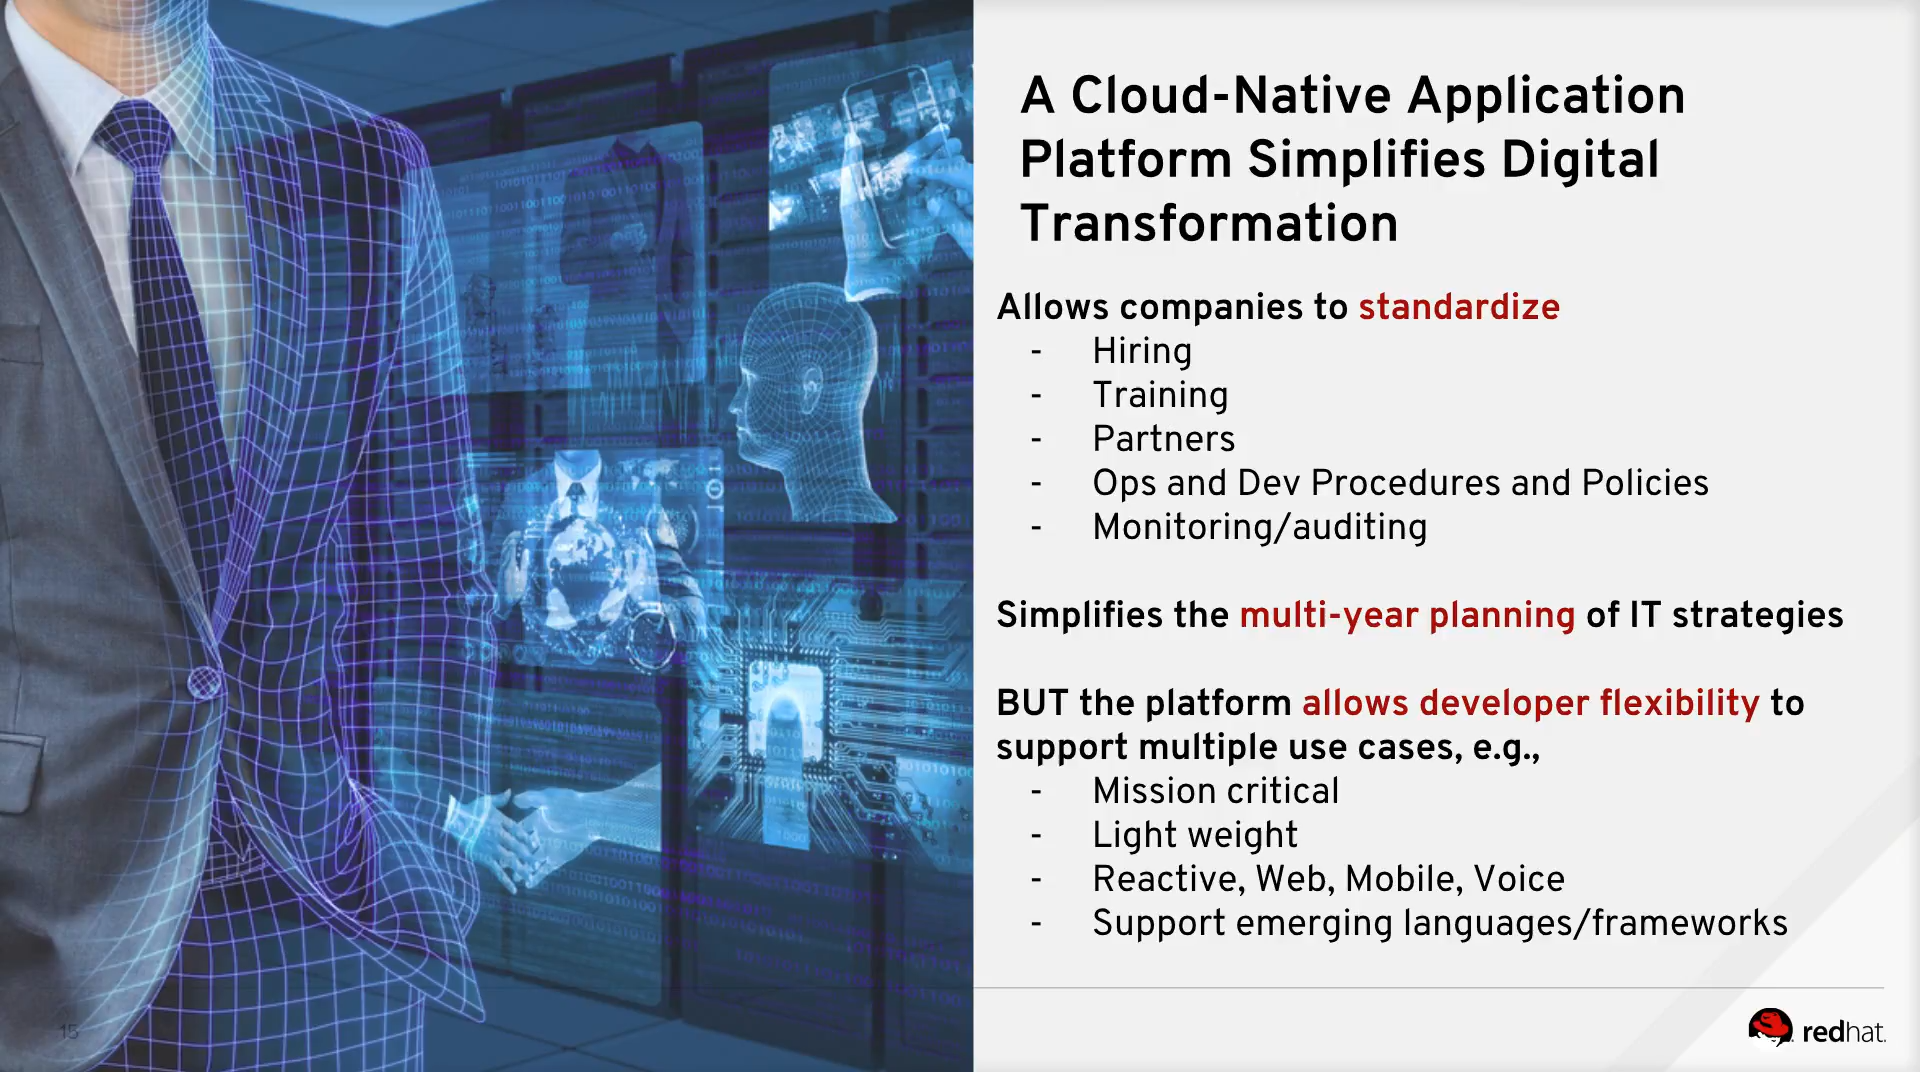 A Cloud-Native Application
Platform Simplifies Digital
Transformation
Allows companies to standardize
- Hiring
- Training
- Partners
- Ops and Dev Procedures and Policies
- Monitoring/auditing
Simplifies the multi-year planning of IT strategies
BUT the platform allows developer flexibility to
support multiple use cases, e.g.,
- Mission critical
- Light weight
- Reactive, Web, Mobile, Voice
- Support emerging languages/frameworks
15
redhat.